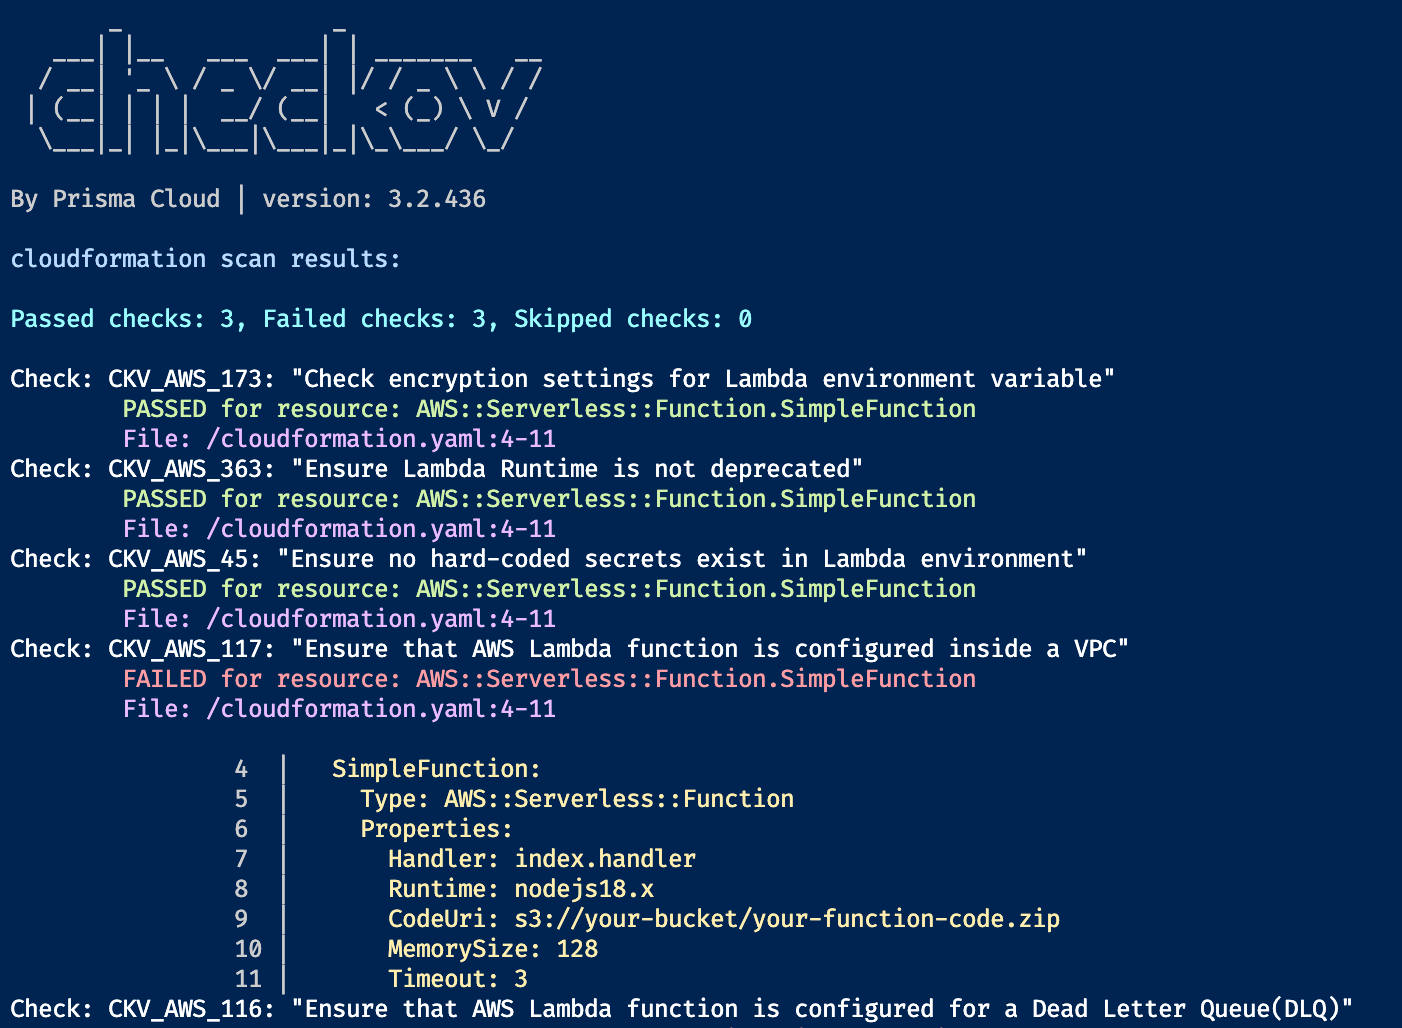 checkov
By Prisma Cloud | version: 3.2.436
cloudformation scan results:
Passed checks: 3, Failed checks: 3, Skipped checks: 0
Check: CKV_AWS_173: "Check encryption settings for Lambda environment variable"
PASSED for resource: AWS::Serverless::Function.SimpleFunction
File: /cloudformation.yaml:4-11
Check: CKV_AWS_363: "Ensure Lambda Runtime is not deprecated"
PASSED for resource: AWS::Serverless::Function.SimpleFunction
File: /cloudformation.yaml:4-11
Check: CKV_AWS_45: "Ensure no hard-coded secrets exist in Lambda environment"
PASSED for resource: AWS::Serverless::Function.SimpleFunction
File: /cloudformation.yaml:4-11
Check: CKV_AWS_117: "Ensure that AWS Lambda function is configured inside a VPC"
FAILED for resource: AWS::Serverless::Function.SimpleFunction
File: /cloudformation.yaml:4-11
4 | SimpleFunction:
5 | Type: AWS::Serverless::Function
6 | Properties:
7 | Handler: index.handler
8 | Runtime: nodejs18.x
9 | CodeUri: s3://your-bucket/your-function-code.zip
10 | MemorySize: 128
11 | Timeout: 3
Check: CKV_AWS_116: "Ensure that AWS Lambda function is configured for a Dead Letter Queue(DLQ)"